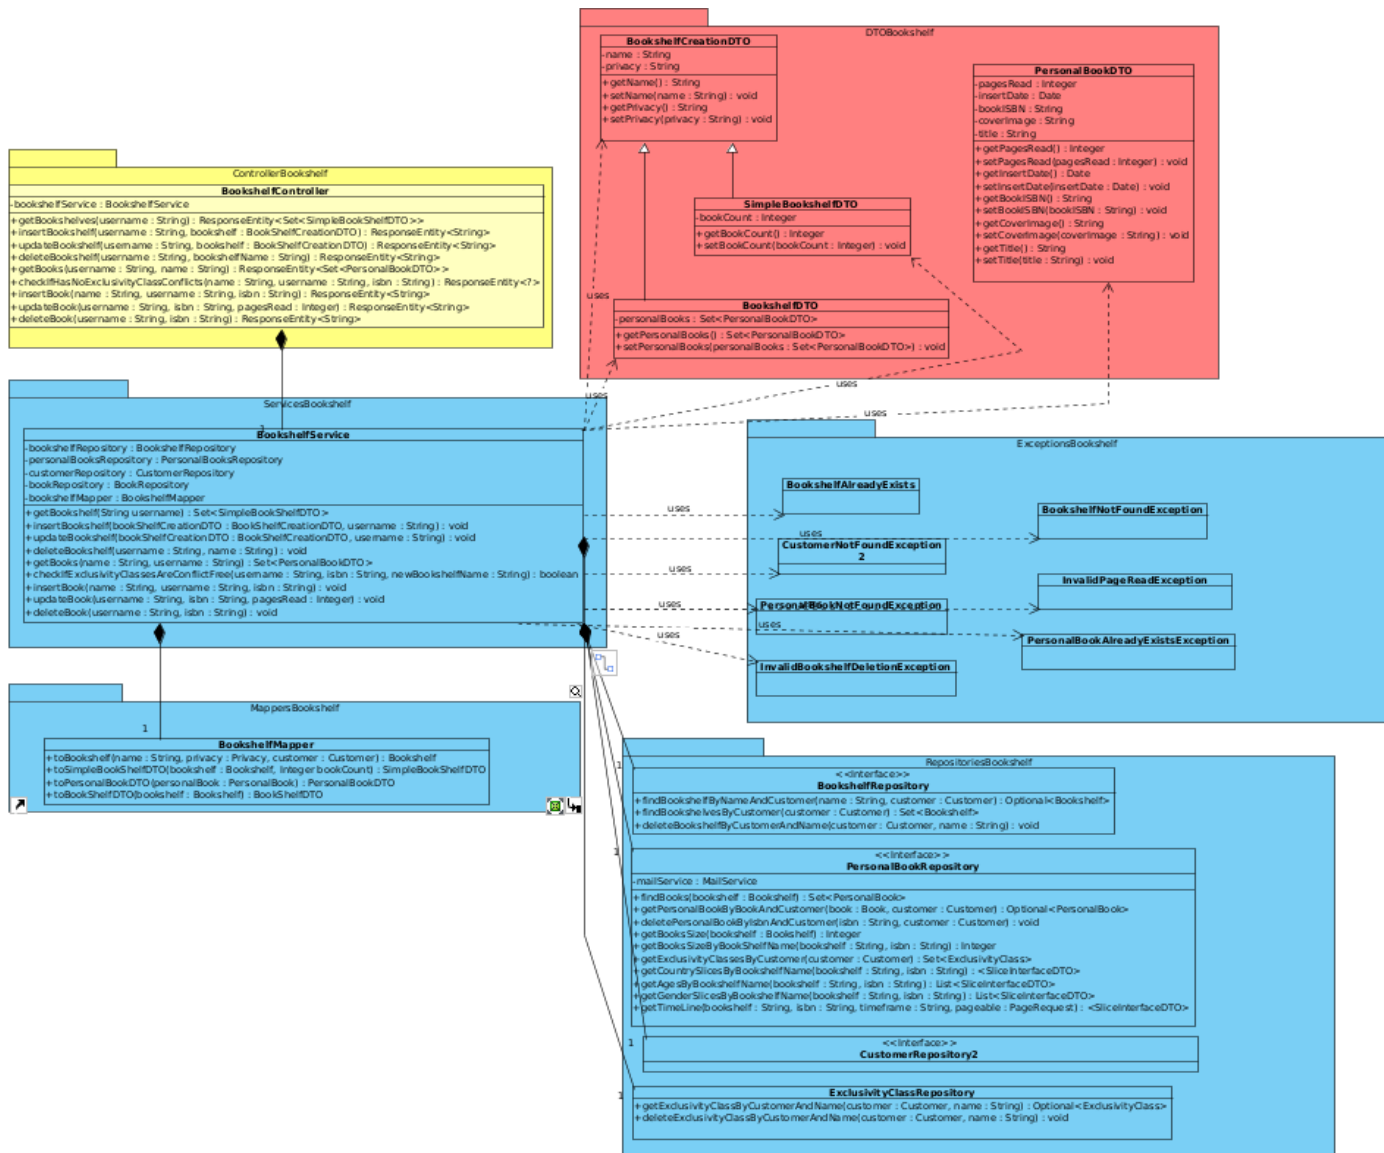 DTOBookshelf
BookshelfCreationDTO
-name : String
-privacy : String
+getName() : String
+setName(name : String) : void
+getPrivacy() : String
+setPrivacy(privacy : String) : void
PersonalBookDTO
-pagesRead : Integer
-insertDate : Date
-bookISBN : String
-coverImage : String
-title : String
+getPagesRead() : Integer
+setPagesRead(pagesRead : Integer) : void
+getInsertDate() : Date
+setInsertDate(insertDate : Date) : void
+getBookISBN() : String
+setBookISBN(bookISBN : String) : void
+getCoverImage() : String
+setCoverImage(coverImage : String) : void
+getTitle() : String
+setTitle(title : String) : void
SimpleBookshelfDTO
-bookCount : Integer
+getBookCount() : Integer
+setBookCount(bookCount : Integer) : void
uses
BookshelfDTO
-personalBooks : Set<PersonalBookDTO>
+getPersonalBooks() : Set<PersonalBookDTO>
+setPersonalBooks(personalBooks : Set<PersonalBookDTO>) : void
uses
uses
uses
ControllerBookshelf
BookshelfController
-bookshelfService : BookshelfService
+getBookshelves(username : String) : ResponseEntity<Set<SimpleBookShelfDTO>>
+insertBookshelf(username : String, bookshelf : BookShelfCreationDTO) : ResponseEntity<String>
+updateBookshelf(username : String, bookshelf : BookShelfCreationDTO) : ResponseEntity<String>
+deleteBookshelf(username : String, bookshelfName : String) : ResponseEntity<String>
+getBooks(username : String, name : String) : ResponseEntity<Set<PersonalBookDTO>>
+checkIfHasNoExclusivityClassConflicts(name : String, username : String, isbn : String) : ResponseEntity<?>
+insertBook(name : String, username : String, isbn : String) : ResponseEntity<String>
+updateBook(username : String, isbn : String, pagesRead : Integer) : ResponseEntity<String>
+deleteBook(username : String, isbn : String) : ResponseEntity<String>
ServicesBookshelf
1
BookshelfService
-bookshelfRepository : BookshelfRepository
-personalBooksRepository : PersonalBooksRepository
-customerRepository : CustomerRepository
-bookRepository : BookRepository
-bookshelfMapper : BookshelfMapper
+getBookshelf(String username) : Set<SimpleBookShelfDTO>
+insertBookshelf(bookShelfCreationDTO : BookShelfCreationDTO, username : String) : void
+updateBookshelf(bookShelfCreationDTO : BookShelfCreationDTO, username : String) : void
+deleteBookshelf(username : String, name : String) : void
+getBooks(name : String, username : String) : Set<PersonalBookDTO>
+checkIfExclusivityClassesAreConflictFree(username : String, isbn : String, newBookshelfName : String) : boolean
+insertBook(name : String, username : String, isbn : String) : void
+updateBook(username : String, isbn : String, pagesRead : Integer) : void
+deleteBook(username : String, isbn : String) : void
ExceptionsBookshelf
BookshelfAlreadyExists
uses
BookshelfNotFoundException
uses
CustomerNotFoundException
2
uses
InvalidPageReadException
uses
PersonalBookNotFoundException
uses
uses
PersonalBookAlreadyExistsException
InvalidBookshelfDeletionException
MappersBookshelf
1
BookshelfMapper
+toBookshelf(name : String, privacy : Privacy, customer : Customer) : Bookshelf
+toSimpleBookShelfDTO(bookshelf : Bookshelf, Integer bookCount) : SimpleBookShelfDTO
+toPersonalBookDTO(personalBook : PersonalBook) : PersonalBookDTO
+toBookShelfDTO(bookshelf : Bookshelf) : BookShelfDTO
RepositoriesBookshelf
1
<<Interface>>
BookshelfRepository
+findBookshelfByNameAndCustomer(name : String, customer : Customer) : Optional<Bookshelf>
+findBookshelvesByCustomer(customer : Customer) : Set<Bookshelf>
+deleteBookshelfByCustomerAndName(customer : Customer, name : String) : void
1
<<Interface>>
PersonalBookRepository
-mailService : MailService
+findBooks(bookshelf : Bookshelf) : Set<PersonalBook>
+getPersonalBookByBookAndCustomer(book : Book, customer : Customer) : Optional<PersonalBook>
+deletePersonalBookByIsbnAndCustomer(isbn : String, customer : Customer) : void
+getBooksSize(bookshelf : Bookshelf) : Integer
+getBooksSizeByBookShelfName(bookshelf : String, isbn : String) : Integer
+getExclusivityClassesByCustomer(customer : Customer) : Set<ExclusivityClass>
+getCountrySlicesByBookshelfName(bookshelf : String, isbn : String) : <SliceInterfaceDTO>
+getAgesByBookshelfName(bookshelf : String, isbn : String) : List<SliceInterfaceDTO>
+getGenderSlicesByBookshelfName(bookshelf : String, isbn : String) : List<SliceInterfaceDTO>
+getTimeLine(bookshelf : String, isbn : String, timeframe : String, pageable : PageRequest) : <SliceInterfaceDTO>
1
<<Interface>>
CustomerRepository2
1
ExclusivityClassRepository
+getExclusivityClassByCustomerAndName(customer : Customer, name : String) : Optional<ExclusivityClass>
+deleteExclusivityClassByCustomerAndName(customer : Customer, name : String) : void